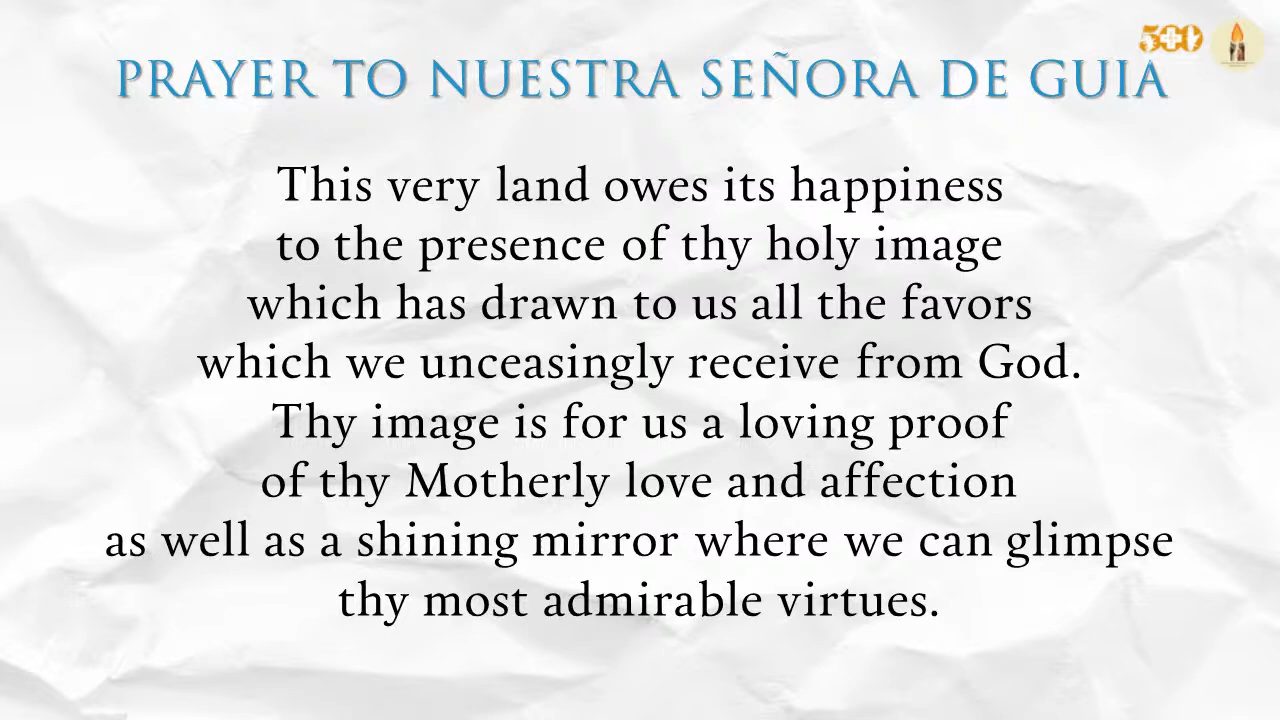 500
PRAYER TO NUESTRA SEÑORA DE GUIA
This very land owes its happiness
to the presence of thy holy image
which has drawn to us all the favors
which we unceasingly receive from God.
Thy image is for us a loving proof
of thy Motherly love and affection
as well as a shining mirror where we can glimpse
thy most admirable virtues.